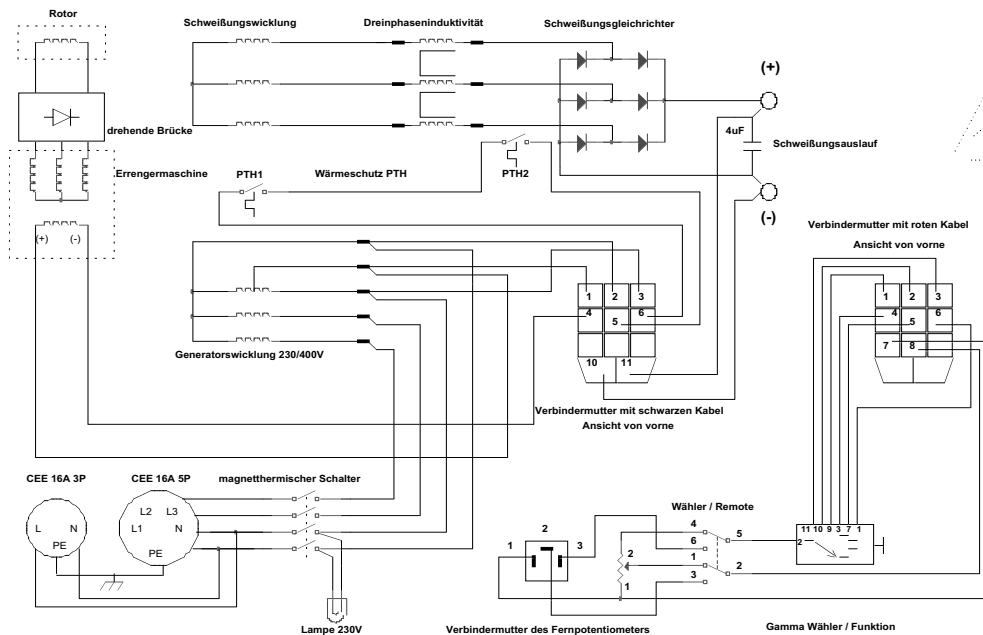 Rotor
Schweißungswicklung
Dreinphaseninduktivität
Schweißungsgleichrichter
(+)
drehende Brücke
4uF
Schweißungsauslauf
Errengermaschine
PTH1
Wärmeschutz PTH
PTH2
(-)
(+) (-)
Verbindermutter mit roten Kabel
Ansicht von vorne
1 2 3
4 5 6
10 11
1 2 3
4 5 6
7 8
Generatorswicklung 230/400V
Verbindermutter mit schwarzen Kabel
Ansicht von vorne
CEE 16A 3P
CEE 16A 5P
magnetthermischer Schalter
L N
PE
L2 L3
L1 N
PE
Wähler / Remote
1 2 3
2
1
4
6
1
3
5
2
11 10 9 3 7 1
2
Lampe 230V
Verbindermutter des Fernpotentiometers
Gamma Wähler / Funktion